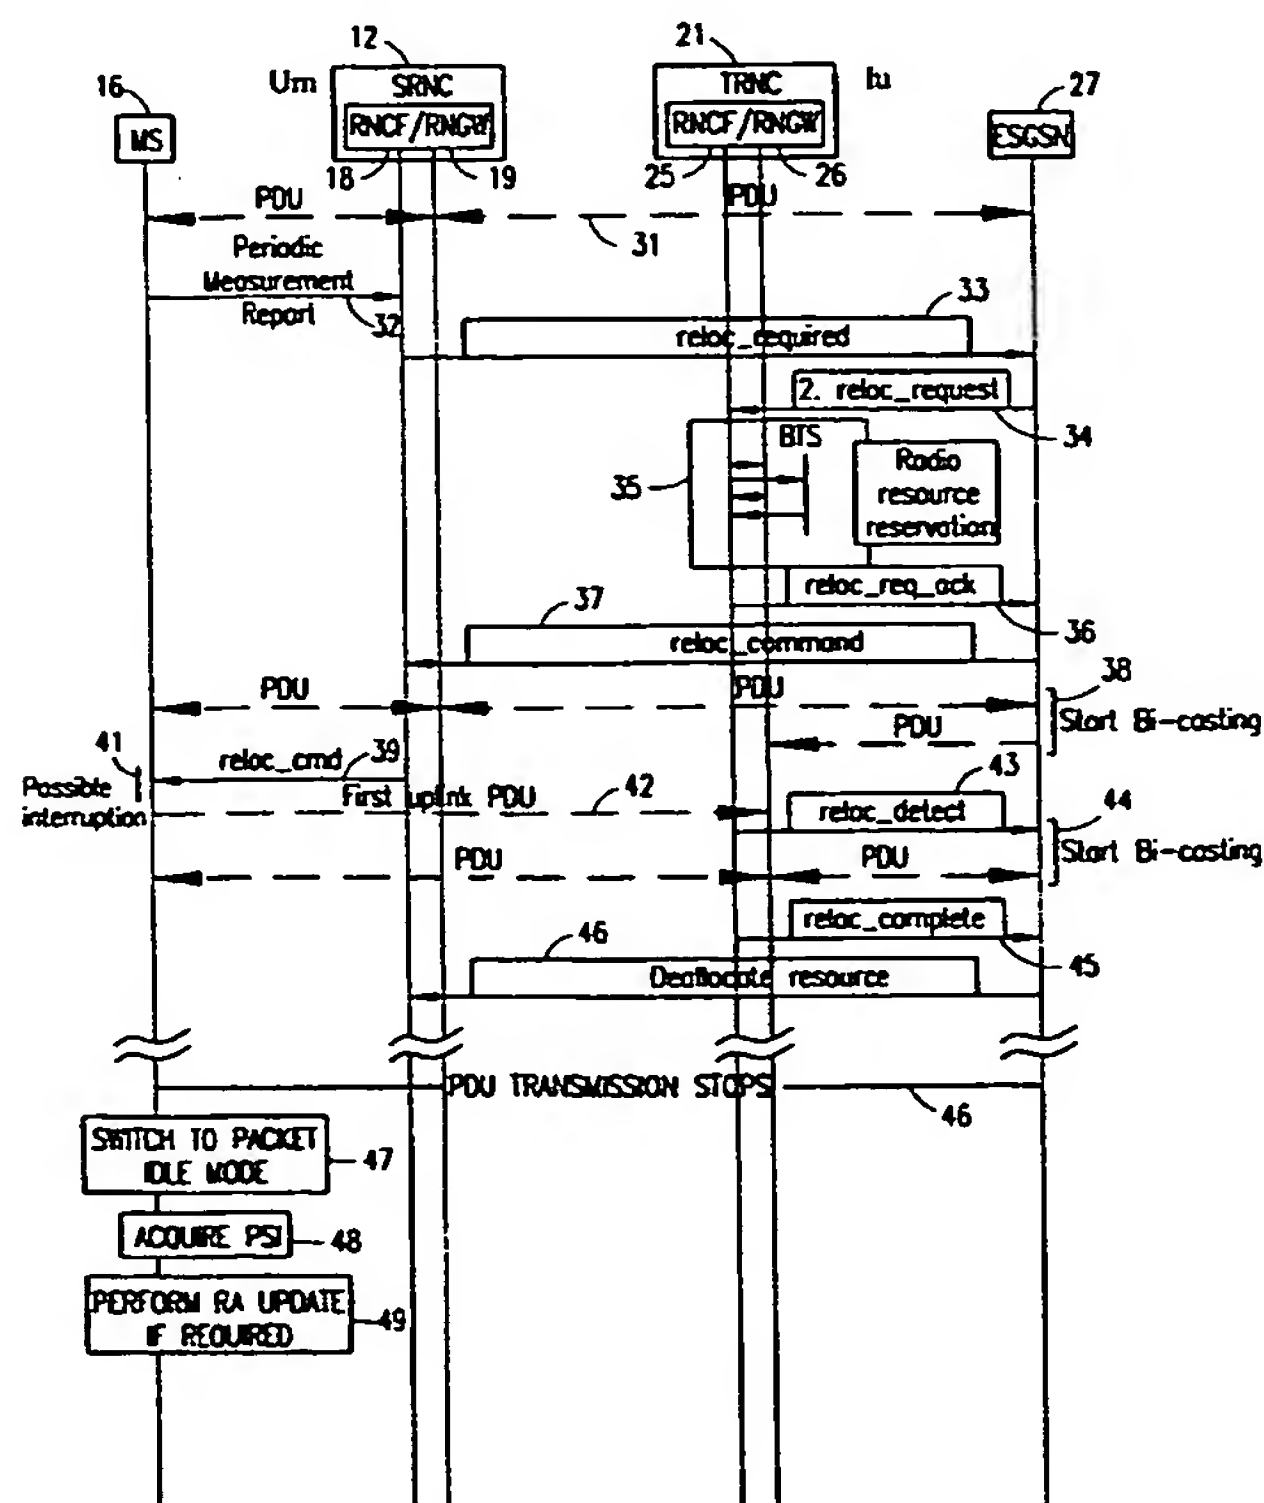 12
21
16
Um
SRNC
TRNC
Iu
27
MS
RNCF/RNGW
RNCF/RNGW
ESGSN
18
19
25
26
PDU
PDU
31
Periodic
Measurement
Report
32
33
reloc_required
2. reloc_request
34
BTS
35
Radio
resource
reservation
reloc_req_ack
36
37
reloc_command
PDU
PDU
38
Start Bi-casting
PDU
41
reloc_cmd
39
Possible
interruption
First uplink PDU
42
43
reloc_detect
44
Start Bi-casting
PDU
PDU
reloc_complete
45
46
Deallocate resource
PDU TRANSMISSION STOPS
46
SWITCH TO PACKET
IDLE MODE
47
ACQUIRE PSI
48
PERFORM RA UPDATE
IF REQUIRED
49